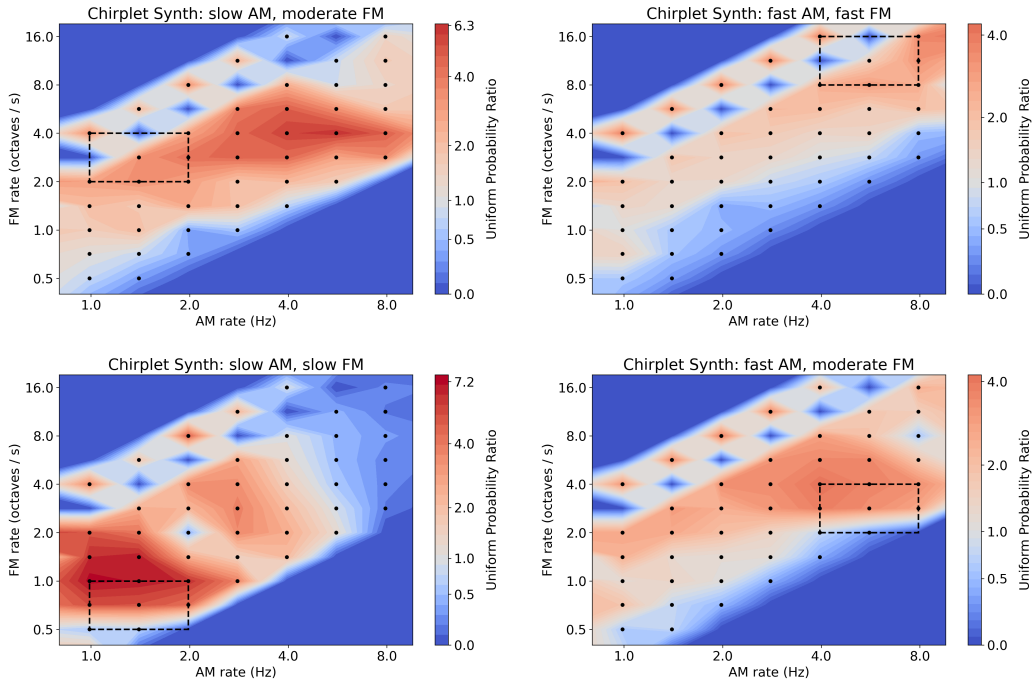 Chirplet Synth: slow AM, moderate FM
16.0
8.0
4.0
2.0
1.0
0.5
FM rate (octaves / s)
1.0 2.0 4.0 8.0
AM rate (Hz)
6.3
4.0
2.0
1.0
0.5
0.0
Uniform Probability Ratio
Chirplet Synth: fast AM, fast FM
16.0
8.0
4.0
2.0
1.0
0.5
FM rate (octaves / s)
1.0 2.0 4.0 8.0
AM rate (Hz)
4.0
2.0
1.0
0.5
0.0
Uniform Probability Ratio
Chirplet Synth: slow AM, slow FM
16.0
8.0
4.0
2.0
1.0
0.5
FM rate (octaves / s)
1.0 2.0 4.0 8.0
AM rate (Hz)
7.2
4.0
2.0
1.0
0.5
0.0
Uniform Probability Ratio
Chirplet Synth: fast AM, moderate FM
16.0
8.0
4.0
2.0
1.0
0.5
FM rate (octaves / s)
1.0 2.0 4.0 8.0
AM rate (Hz)
4.0
2.0
1.0
0.5
0.0
Uniform Probability Ratio